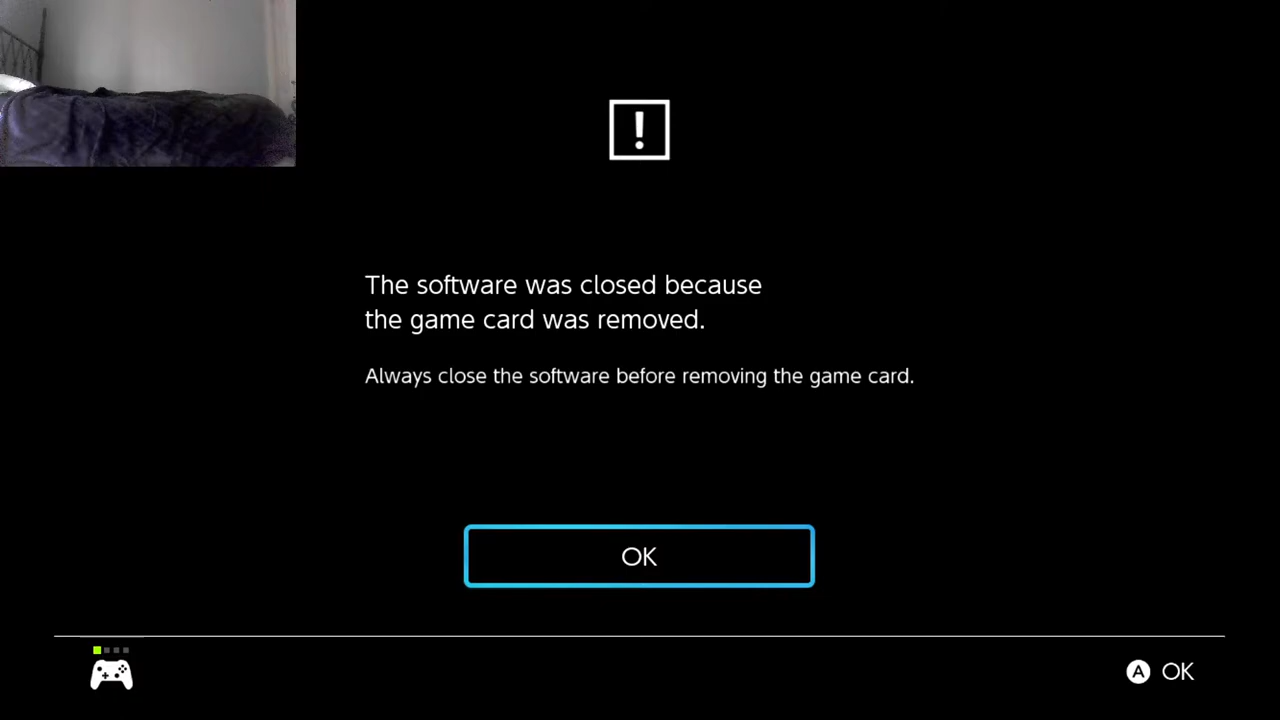 !
The software was closed because
the game card was removed.
Always close the software before removing the game card.
OK
A OK